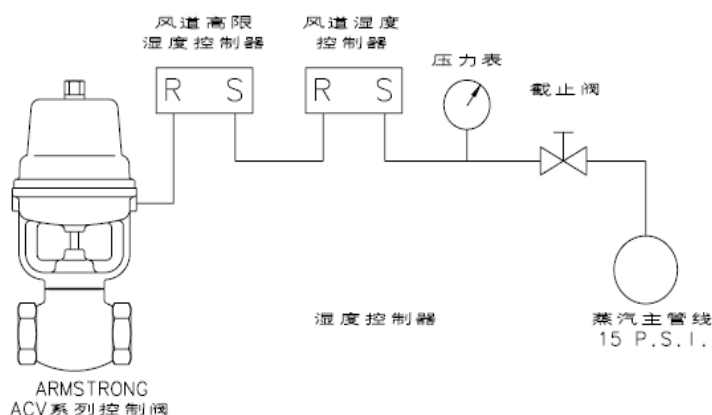 风道高限
湿度控制器
风道湿度
控制器
压力表
截止阀
R S
R S
湿度控制器
蒸汽主管线
15 P.S.I.
ARMSTRONG
ACV系列控制阀